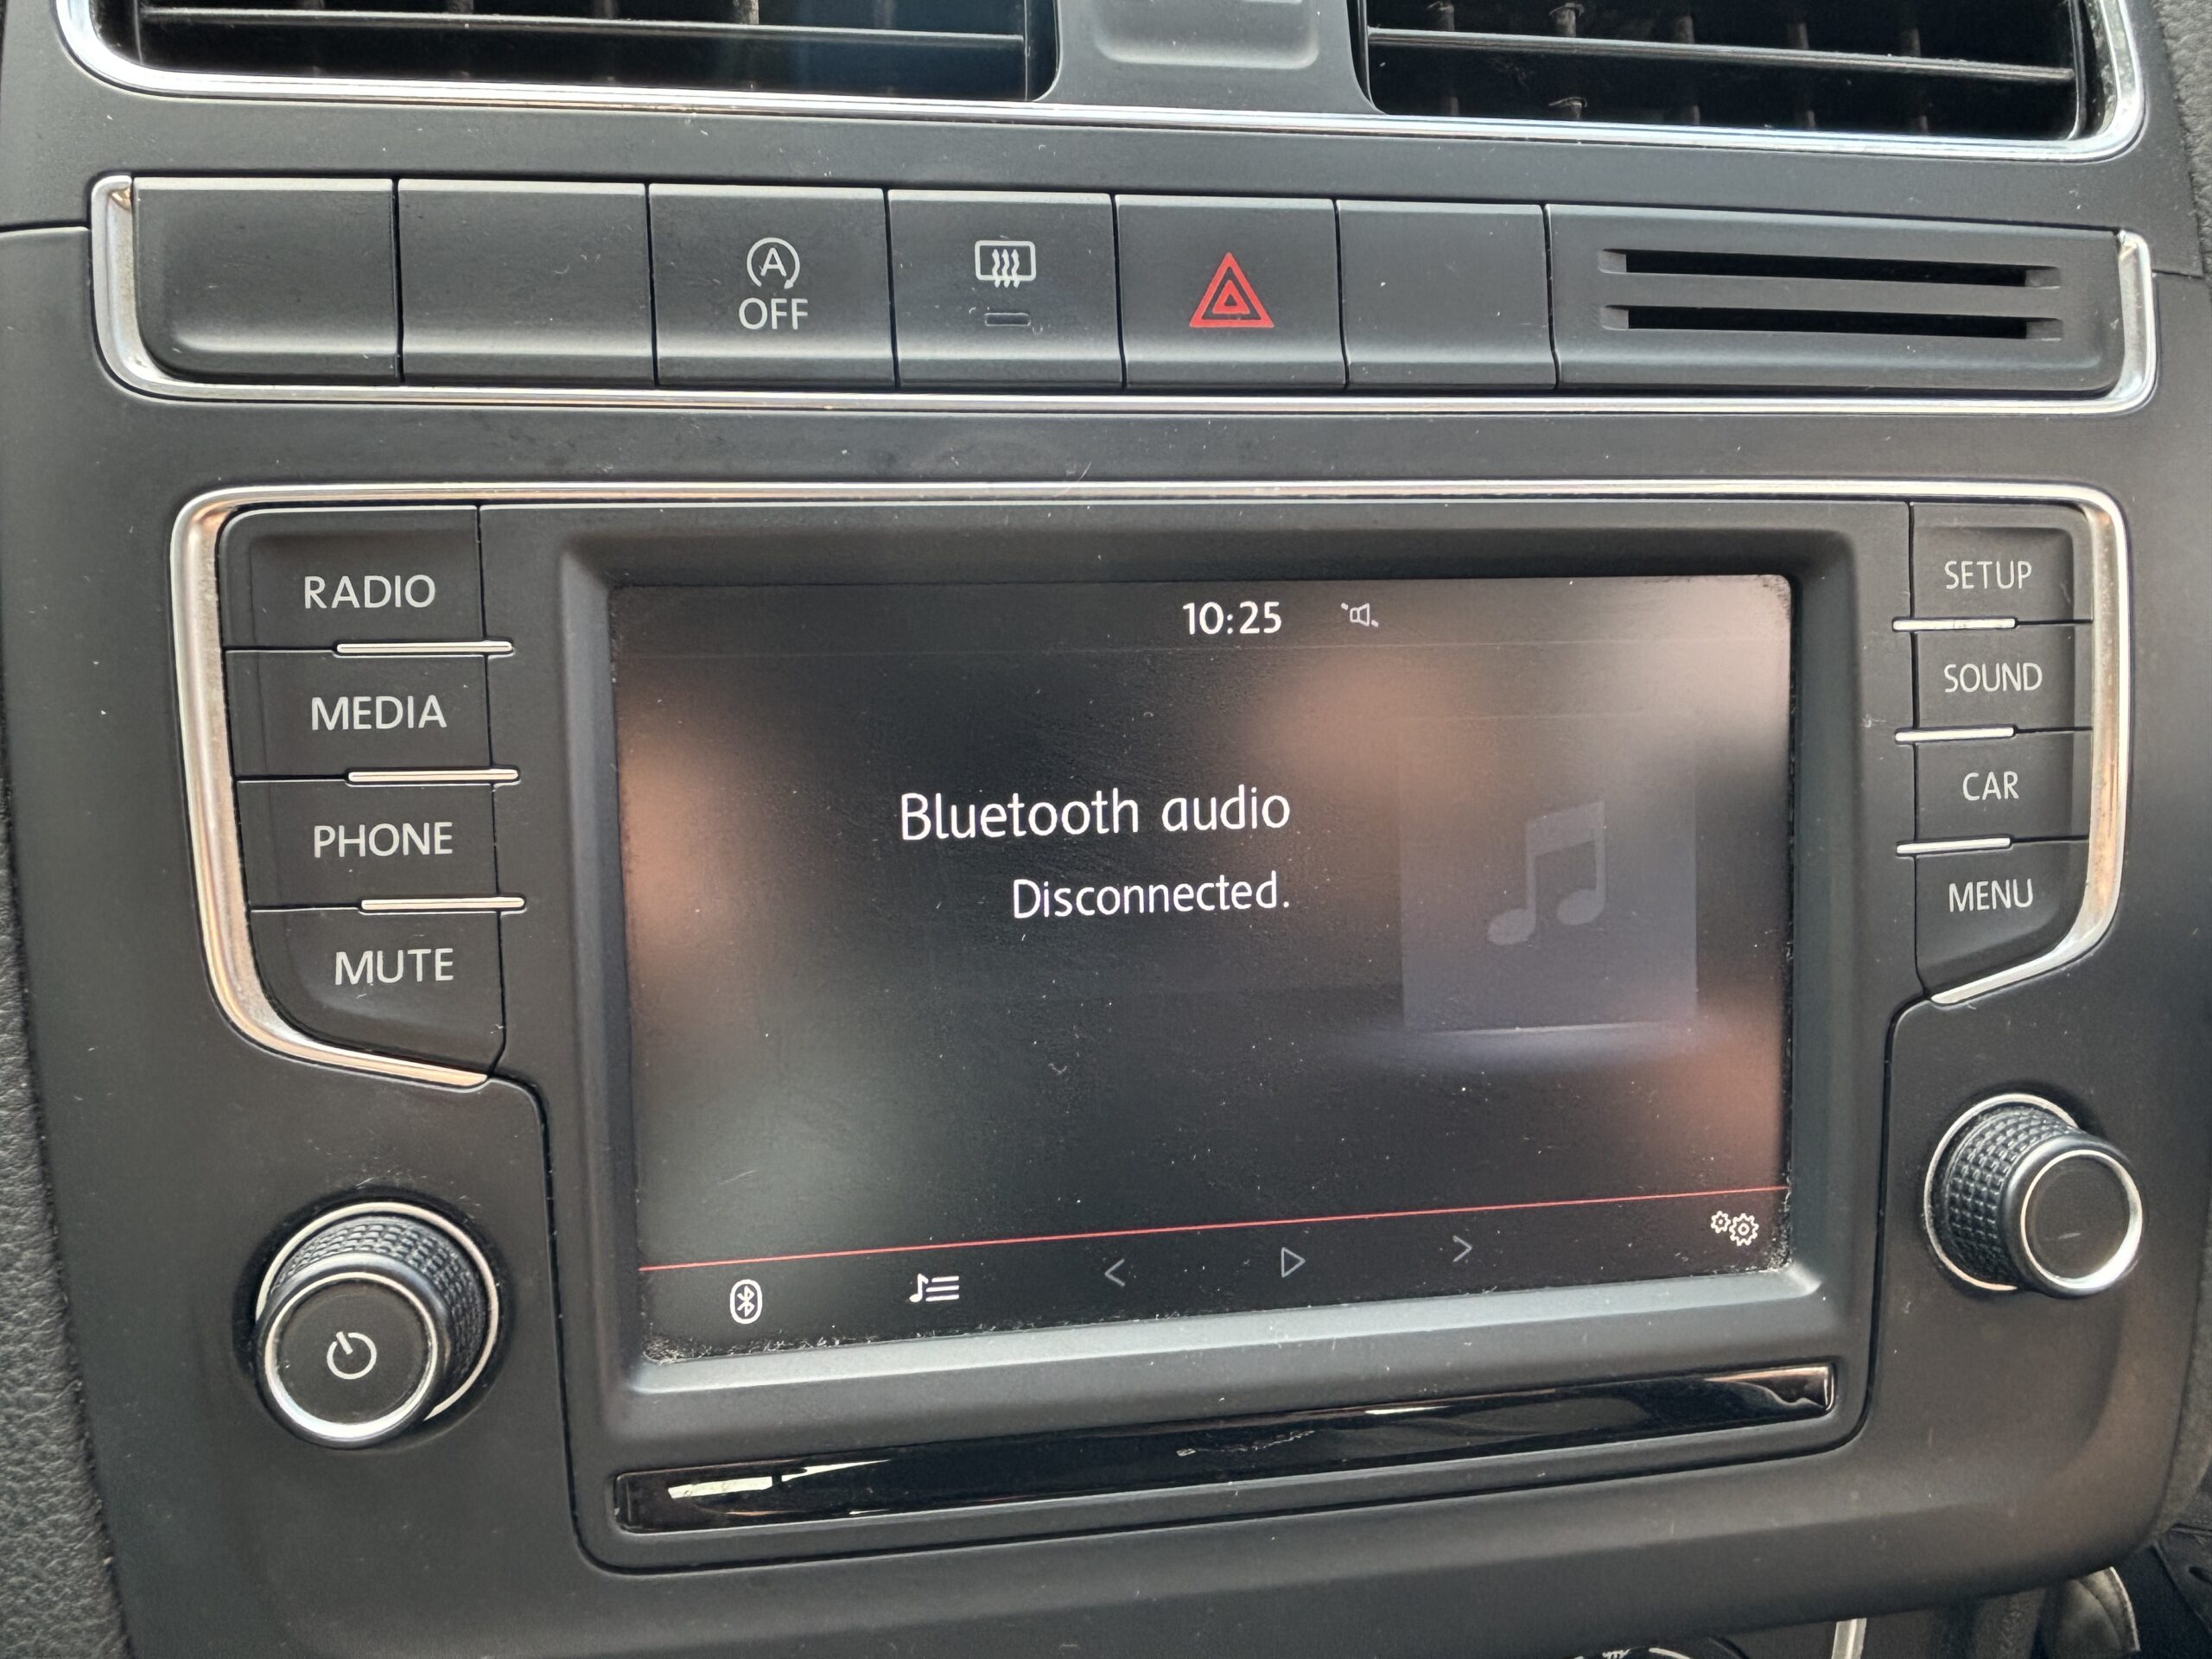 A
OFF
RADIO
MEDIA
PHONE
MUTE
10:25
Bluetooth audio
Disconnected.
SETUP
SOUND
CAR
MENU